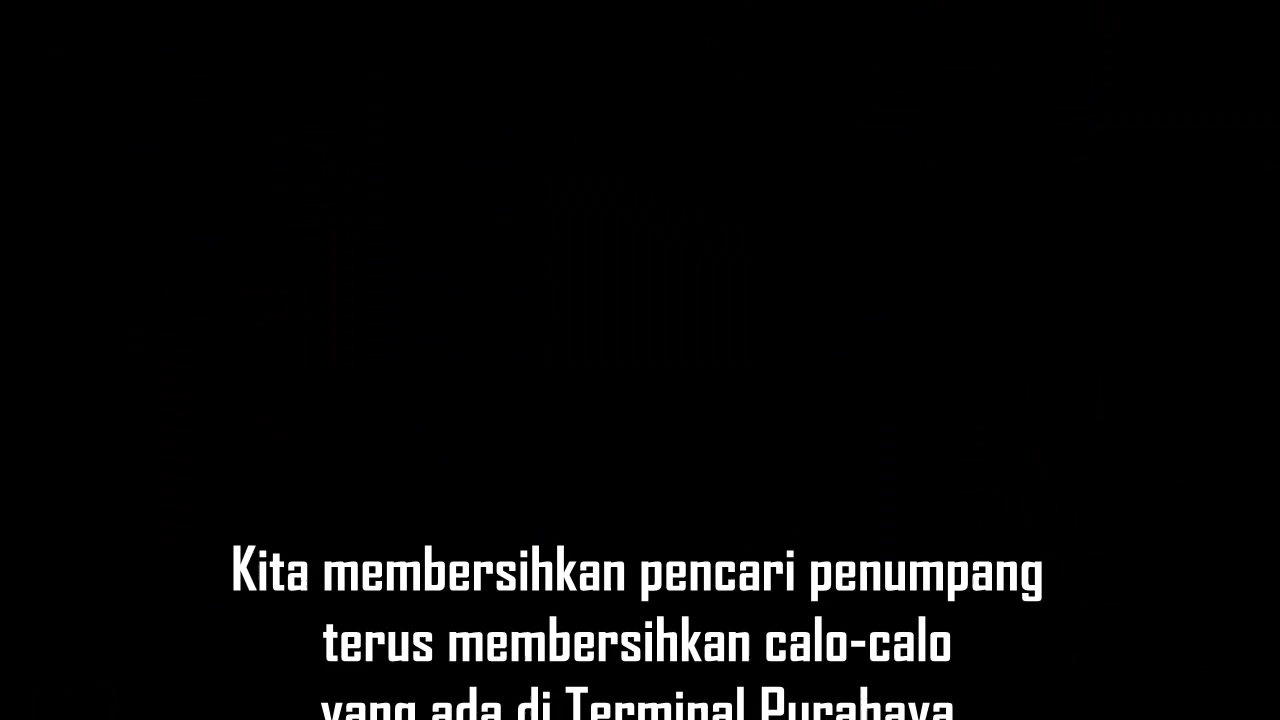 Kita membersihkan pencari penumpang
terus membersihkan calo-calo
yang ada di Terminal Purabaya